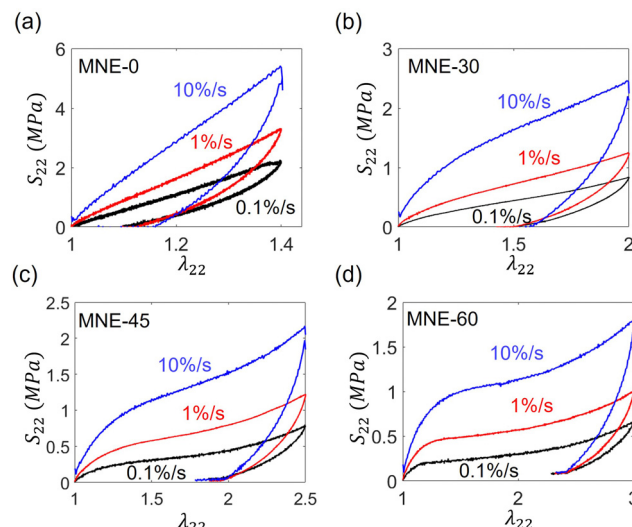 (a)
MNE-0
10%/s
1%/s
0.1%/s
S22 (MPa)
6
4
2
0
1
1.2
1.4
λ22
(b)
MNE-30
10%/s
1%/s
0.1%/s
S22 (MPa)
3
2
1
0
1
1.5
2
λ22
(c)
MNE-45
10%/s
1%/s
0.1%/s
S22 (MPa)
2.5
2
1.5
1
0.5
0
1
1.5
2
2.5
λ22
(d)
MNE-60
10%/s
1%/s
0.1%/s
S22 (MPa)
2
1.5
1
0.5
0
1
2
3
λ22